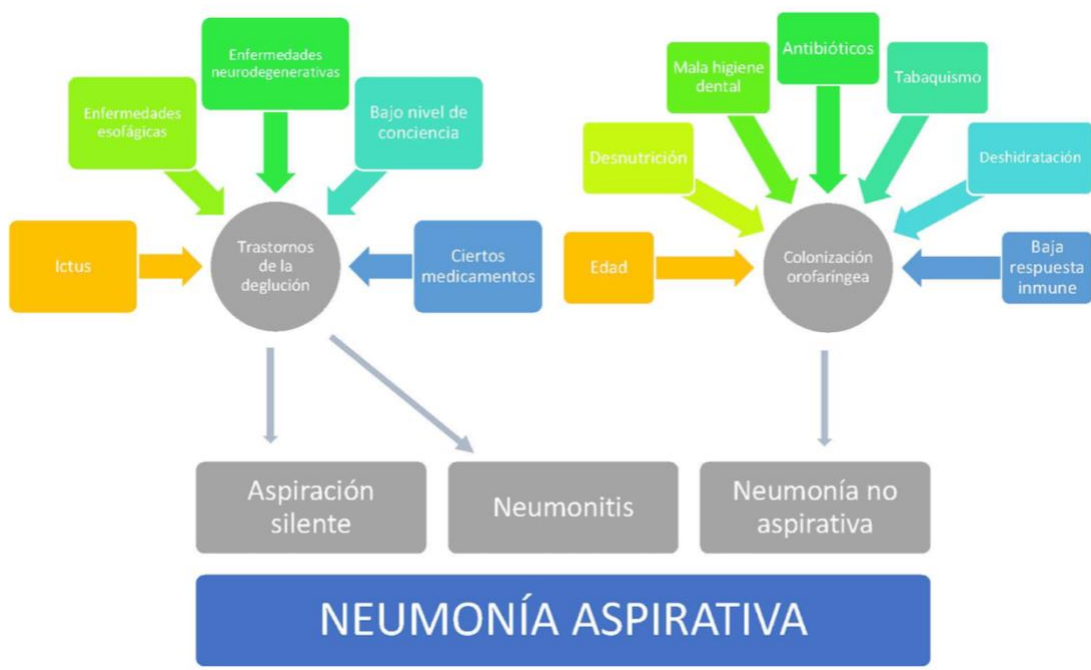 Enfermedades
neurodegenerativas
Enfermedades
esofágicas
Bajo nivel de
conciencia
Ictus
Trastornos
de la
deglución
Ciertos
medicamentos
Antibióticos
Mala higiene
dental
Tabaquismo
Desnutrición
Deshidratación
Edad
Colonización
orofaríngea
Baja
respuesta
inmune
Aspiración
silente
Neumonitis
Neumonía no
aspirativa
NEUMONÍA ASPIRATIVA